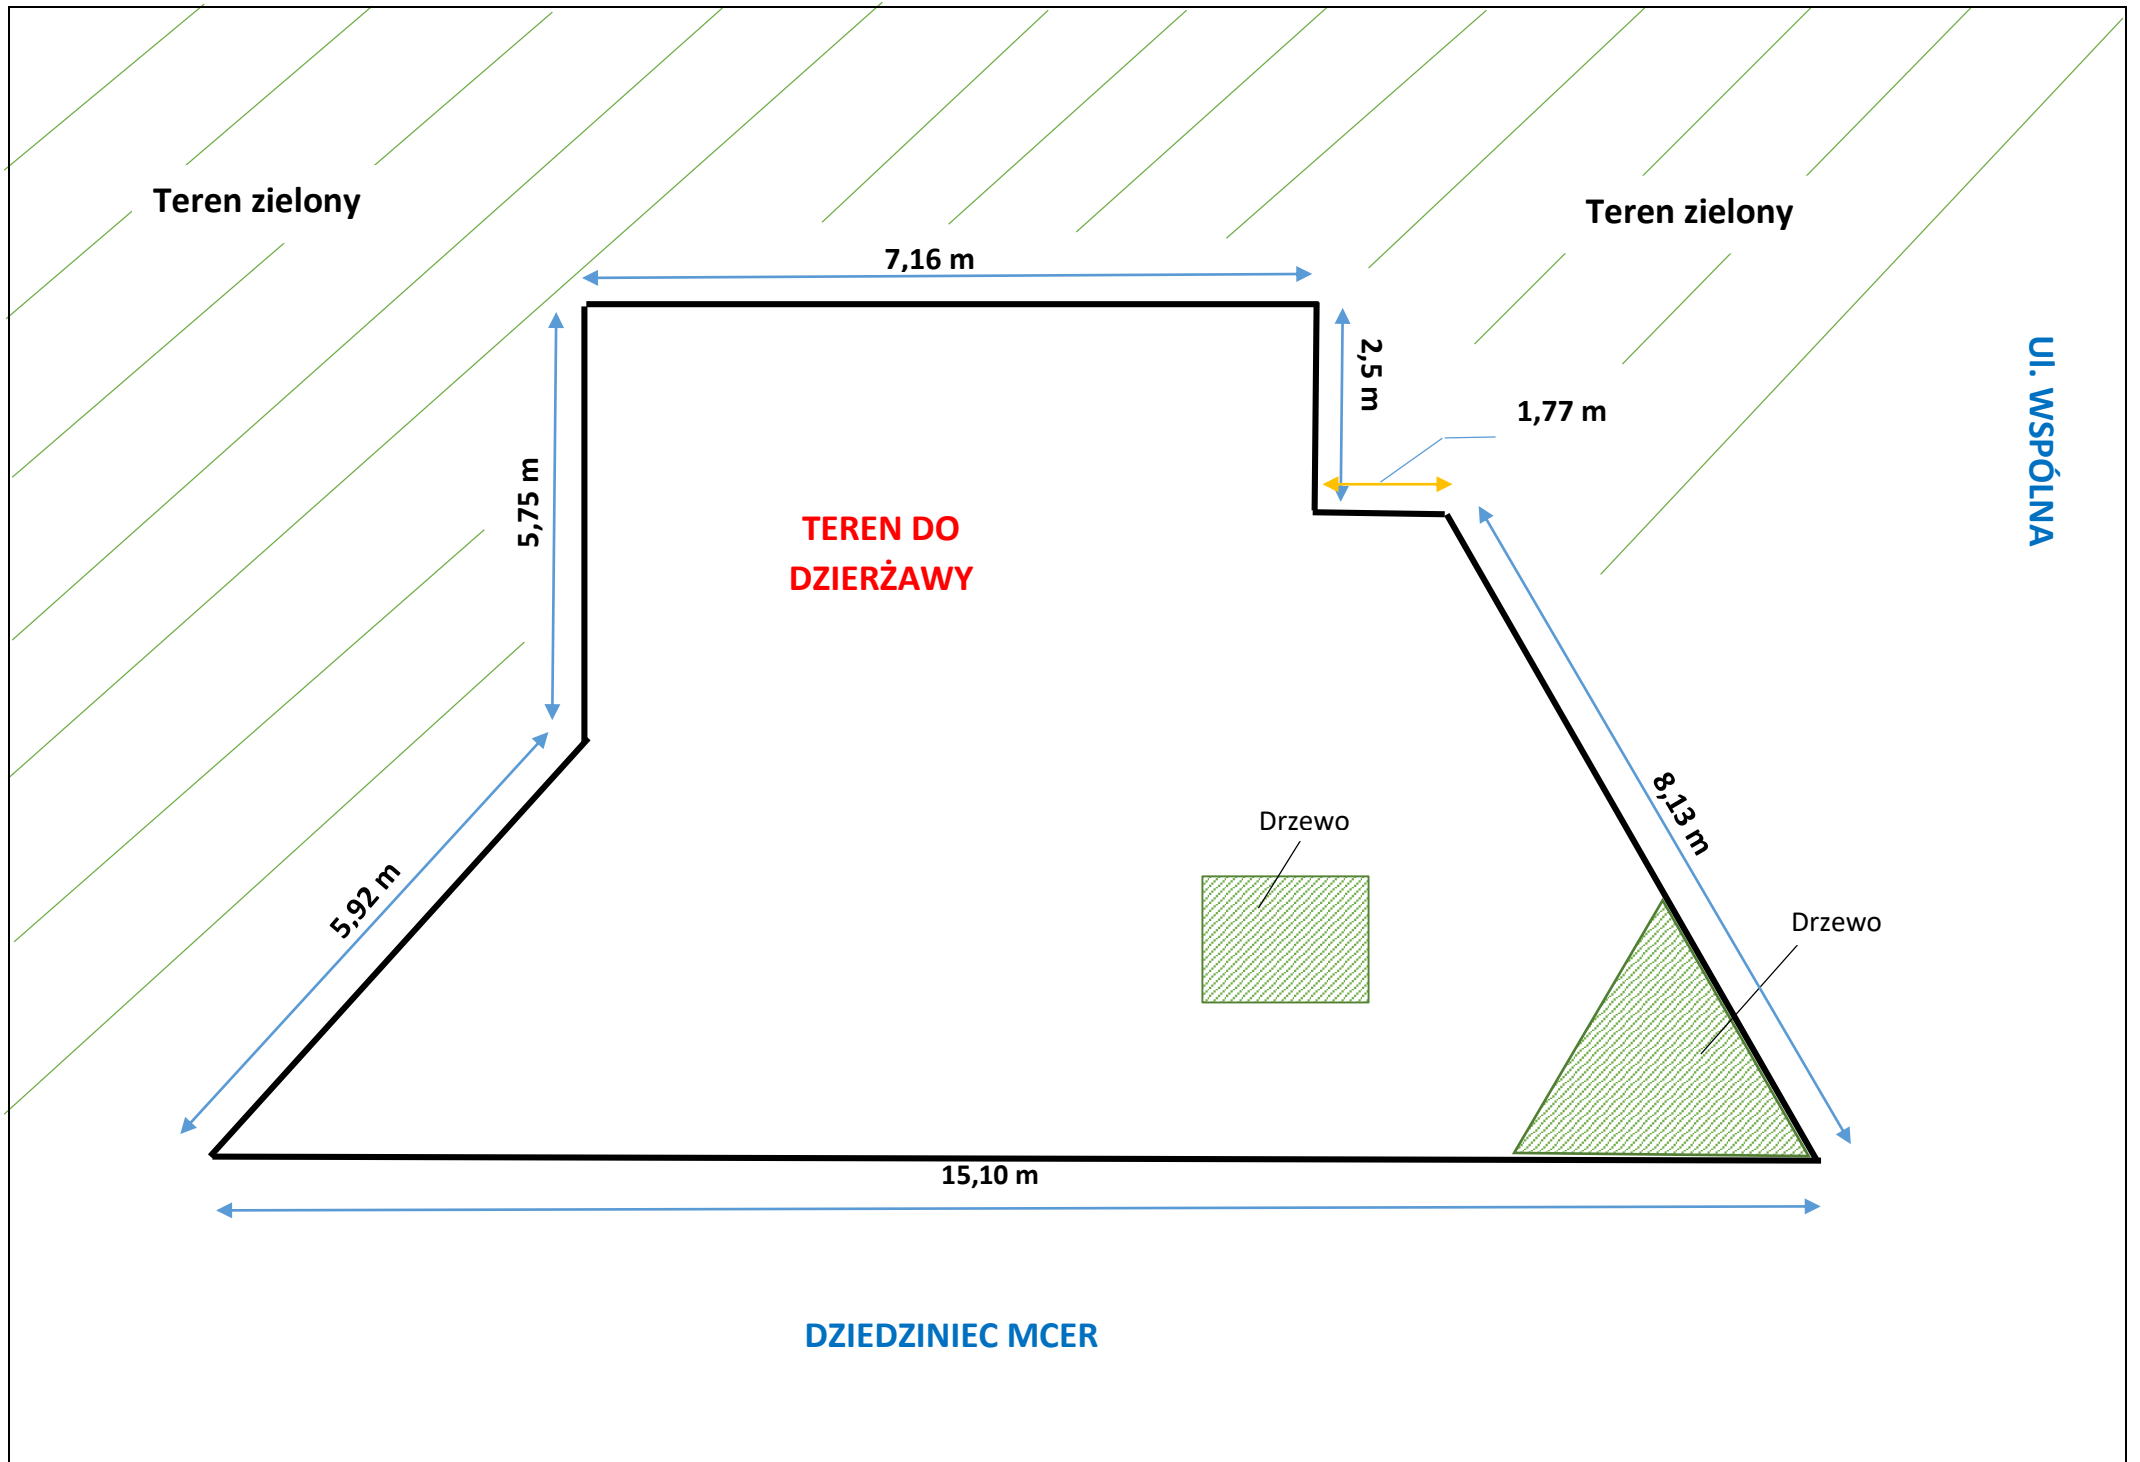 Teren zielony
Teren zielony
7,16 m
2,5 m
1,77 m
Ul. WSPÓLNA
5,75 m
TEREN DO
DZIERŻAWY
8,13 m
Drzewo
5,92 m
Drzewo
15,10 m
DZIEDZINIEC MCER